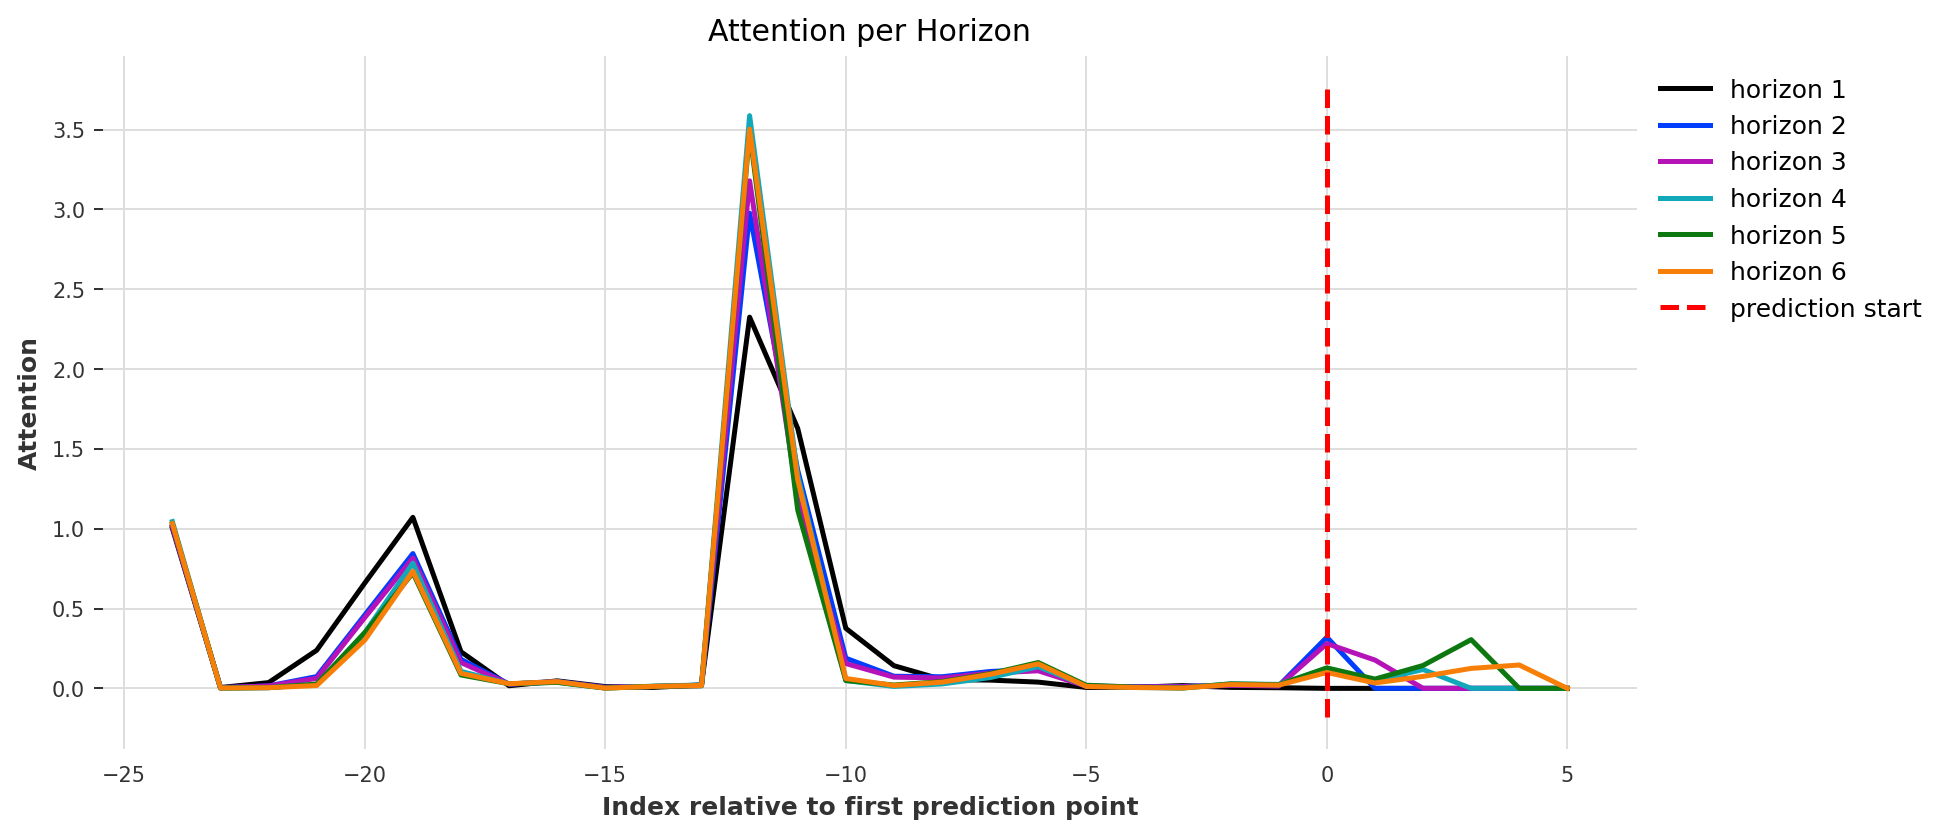 Attention per Horizon
Attention
3.5
3.0
2.5
2.0
1.5
1.0
0.5
0.0
−25
−20
−15
−10
−5
0
5
Index relative to first prediction point
horizon 1
horizon 2
horizon 3
horizon 4
horizon 5
horizon 6
prediction start